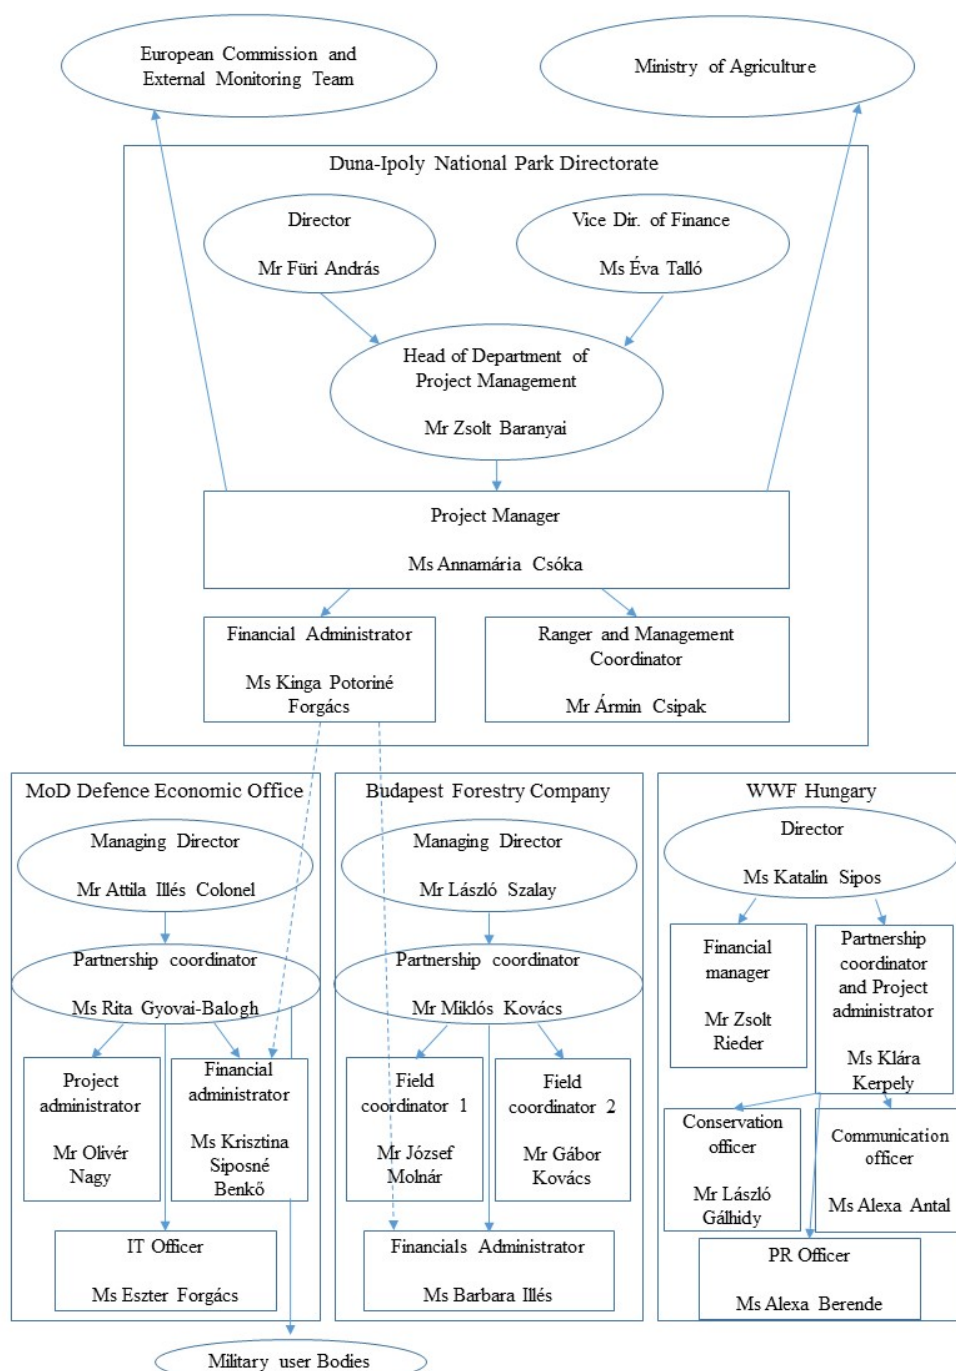 European Commission and
External Monitoring Team
Ministry of Agriculture
Duna-Ipoly National Park Directorate
Director
Mr Füri András
Vice Dir. of Finance
Ms Éva Talló
Head of Department of
Project Management
Mr Zsolt Baranyai
Project Manager
Ms Annamária Csóka
Financial Administrator
Ms Kinga Potoriné
Forgács
Ranger and Management
Coordinator
Mr Ármin Csipak
MoD Defence Economic Office
Managing Director
Mr Attila Illés Colonel
Partnership coordinator
Ms Rita Gyovai-Balogh
Project
administrator
Mr Olivér
Nagy
Financial
administrator
Ms Krisztina
Siposné
Benkő
IT Officer
Ms Eszter Forgács
Military user Bodies
Budapest Forestry Company
Managing Director
Mr László Szalay
Partnership coordinator
Mr Miklós Kovács
Field
coordinator 1
Mr József
Molnár
Field
coordinator 2
Mr Gábor
Kovács
Financials Administrator
Ms Barbara Illés
WWF Hungary
Director
Ms Katalin Sipos
Financial
manager
Mr Zsolt
Rieder
Partnership
coordinator
and Project
administrator
Ms Klára
Kerpely
Conservation
officer
Mr László
Gálhidy
Communication
officer
Ms Alexa Antal
PR Officer
Ms Alexa Berende